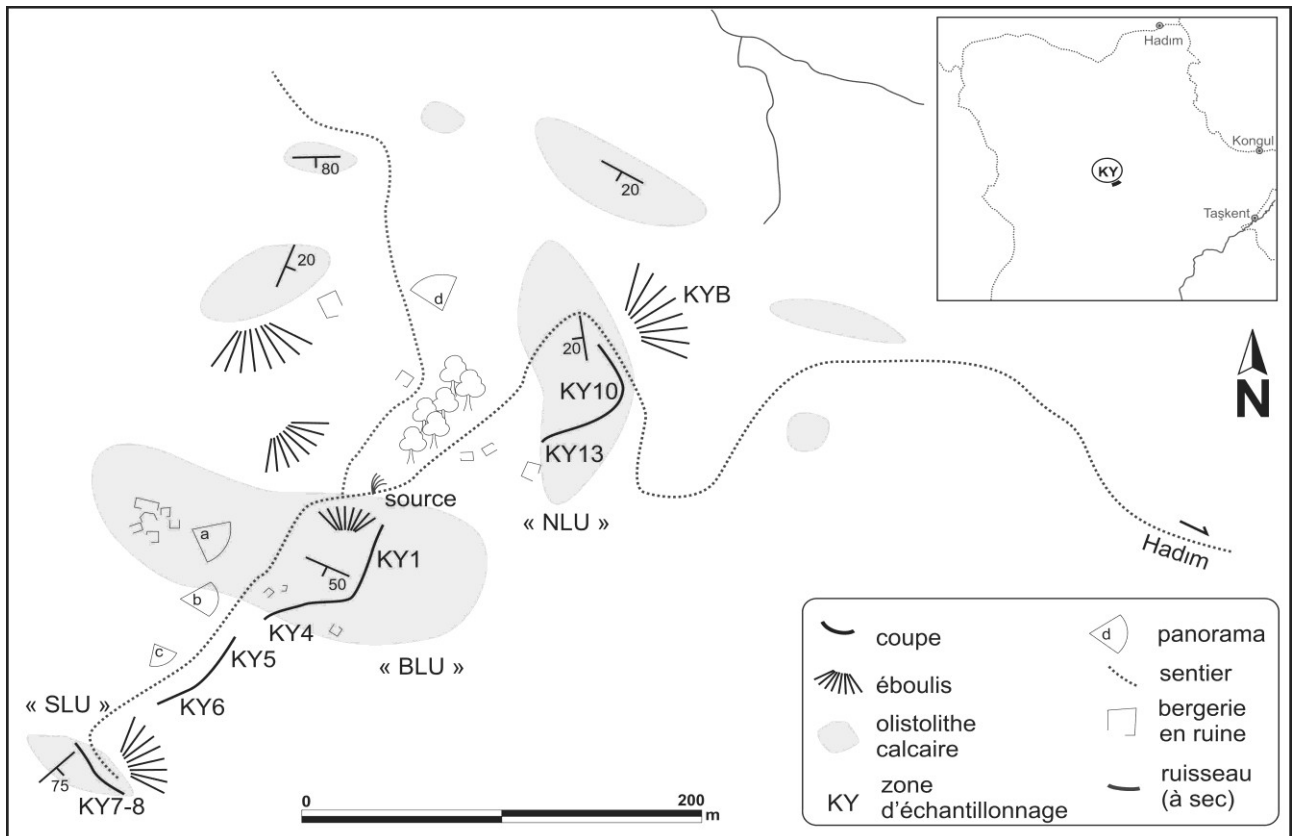 Hadım
Kongul
KY
Taşkent
80
20
20
d
KYB
N
20
KY10
KY13
source
« NLU »
a
KY1
50
b
Hadım
KY4
c
KY5
« BLU »
KY6
« SLU »
75
KY7-8
0
200
m
coupe
éboulis
olistolithe
calcaire
KY
zone
d'échantillonnage
d
panorama
sentier
bergerie
en ruine
ruisseau
(à sec)